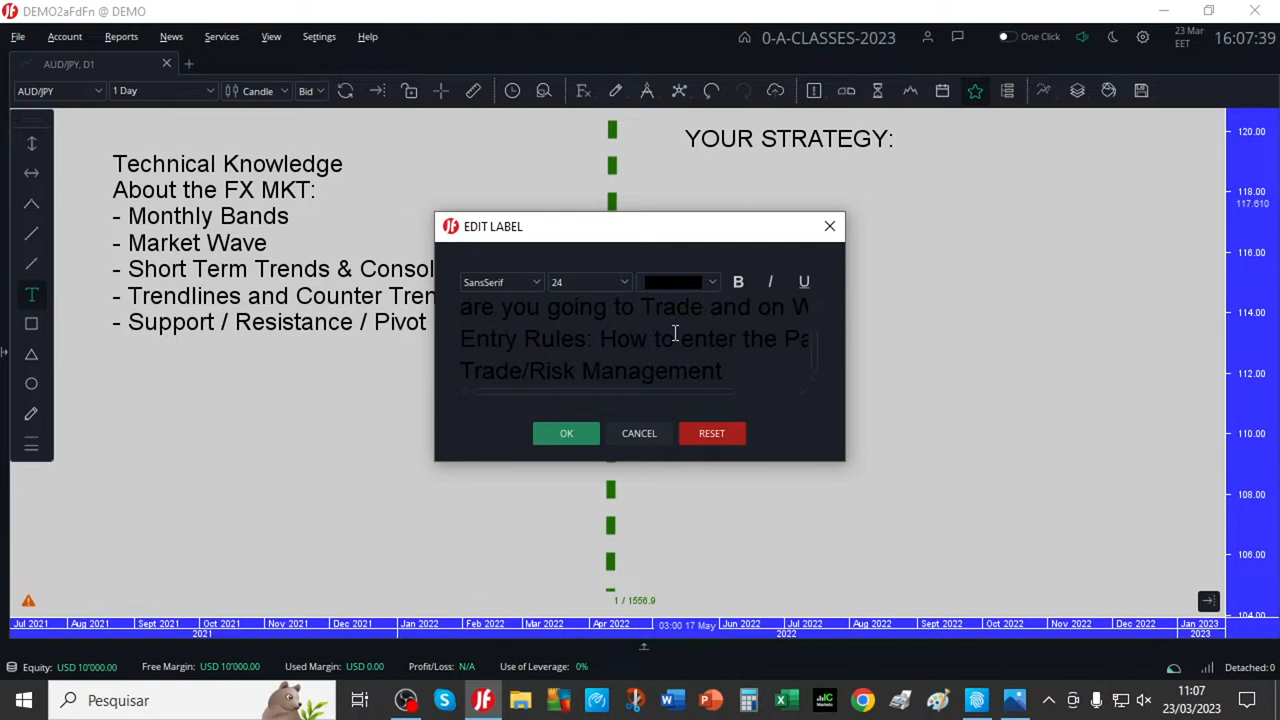 DEMO2aFdFn @ DEMO
File Account Reports News Services View Settings Help
0-A-CLASSES-2023
One Click
23 Mar
EET
16:07:39
AUD/JPY, D1
AUD/JPY
1 Day
Candle
Bid
YOUR STRATEGY:
Technical Knowledge
About the FX MKT:
- Monthly Bands
- Market Wave
- Short Term Trends & Consol
- Trendlines and Counter Tren
- Support / Resistance / Pivot
EDIT LABEL
SansSerif
24
B I U
are you going to Trade and on W
Entry Rules: How to enter the Pa
Trade/Risk Management
OK
CANCEL
RESET
120.00
118.00
117.610
116.00
114.00
112.00
110.00
108.00
106.00
104.00
1 / 1556.9
Jul 2021 Aug 2021 Sept 2021 Oct 2021 Nov 2021 Dec 2021 Jan 2022 Feb 2022 Mar 2022 Apr 2022 03:00 17 May Jun 2022 Jul 2022 Aug 2022 Sept 2022 Oct 2022 Nov 2022 Dec 2022 Jan 2023
2021 2022 2023
Equity: USD 10'000.00 Free Margin: USD 10'000.00 Used Margin: USD 0.00 Profit/Loss: N/A Use of Leverage: 0% Detached: 0
Pesquisar
11:07
23/03/2023